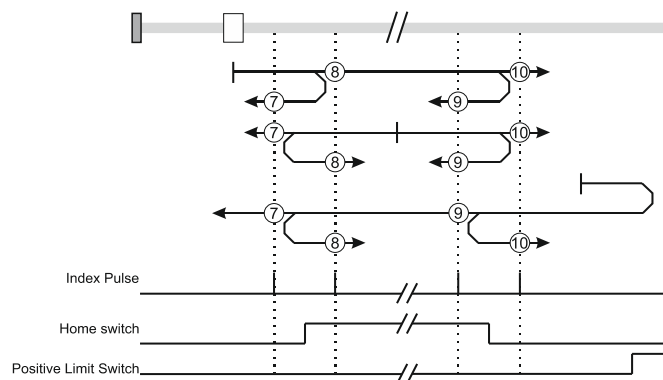 8 10
7 9
7 10
8 9
7 9
8 10
Index Pulse
Home switch
Positive Limit Switch